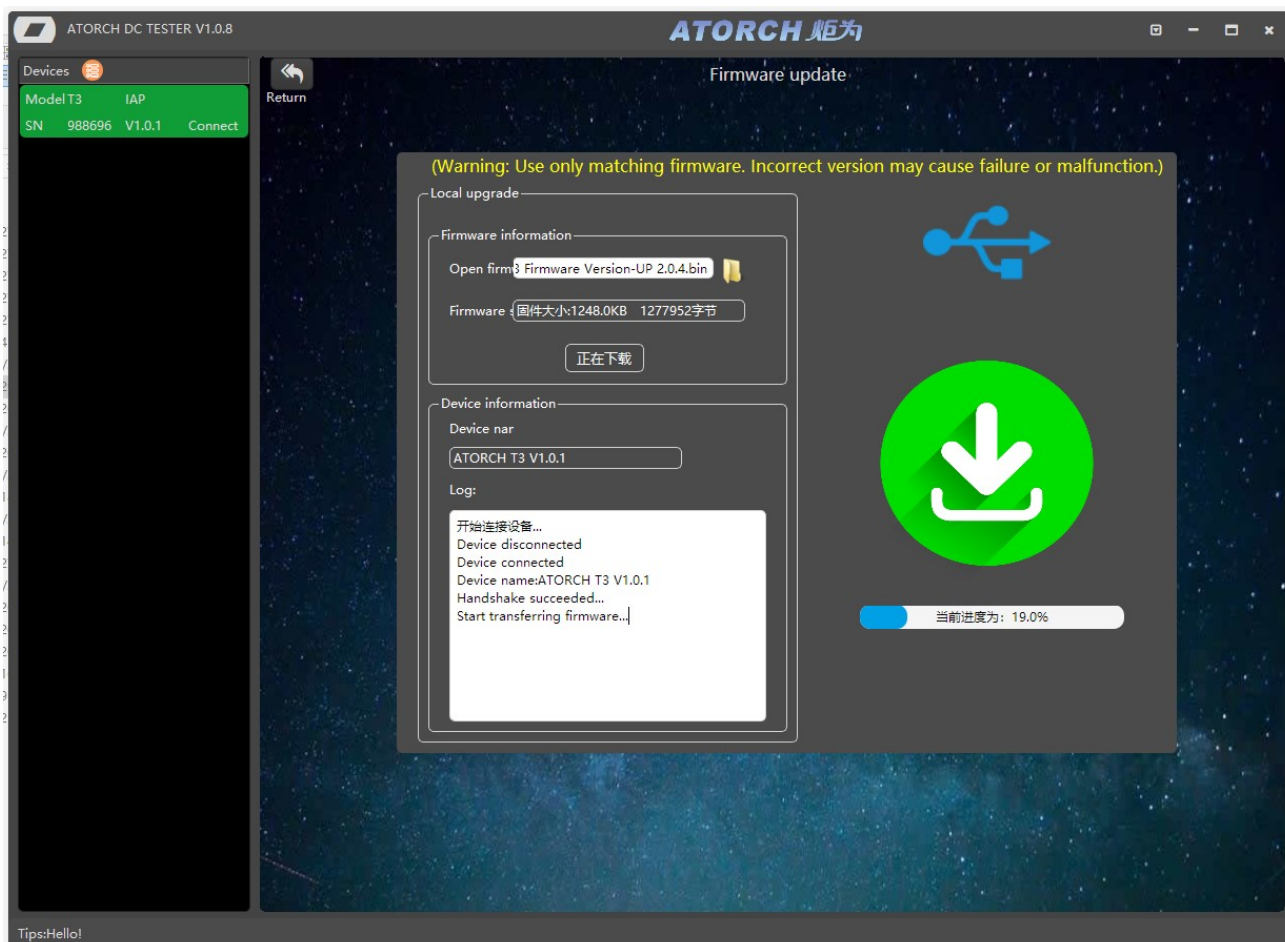 ATORCH DC TESTER V1.0.8
ATORCH 炬为
Devices
Model T3 IAP
SN 988696 V1.0.1 Connect
Return
Firmware update
(Warning: Use only matching firmware. Incorrect version may cause failure or malfunction.)
Local upgrade
Firmware information
Open firm 3 Firmware Version-UP 2.0.4.bin
Firmware s 固件大小:1248.0KB 1277952字节
正在下载
Device information
Device nar
ATORCH T3 V1.0.1
Log:
开始连接设备...
Device disconnected
Device connected
Device name:ATORCH T3 V1.0.1
Handshake succeeded...
Start transferring firmware...
当前进度为: 19.0%
Tips:Hello!